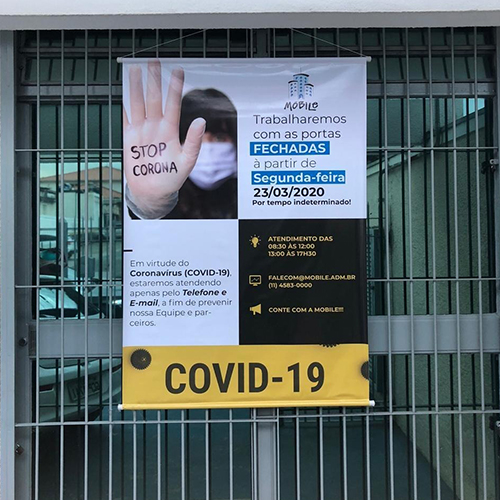 STOP
CORONA
MOBILE
Trabalharemos
com as portas
FECHADAS
à partir de
Segunda-feira
23/03/2020
Por tempo indeterminado!
Em virtude do
Coronavírus (COVID-19),
estaremos atendendo
apenas pelo Telefone e
E-mail, a fim de prevenir
nossa Equipe e par-
ceiros.
ATENDIMENTO DAS
08:30 ÀS 12:00
13:00 ÀS 17H30
FALECOM@MOBILE.ADM.BR
(11) 4583-0000
CONTE COM A MOBILE!!!
COVID-19